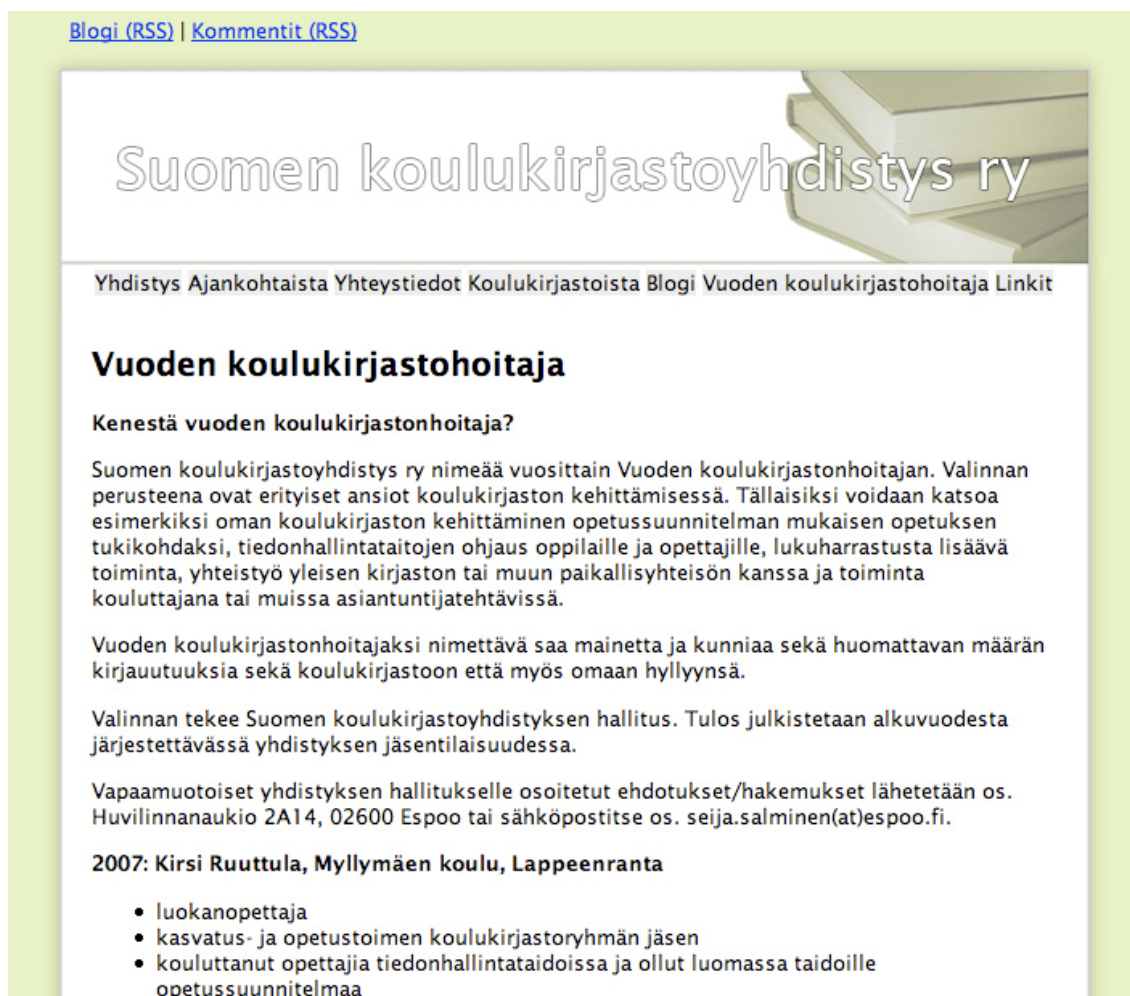 Blogi (RSS) | Kommentit (RSS)
Suomen koulukirjastoyhdistys ry
Yhdistys Ajankohtaista Yhteystiedot Koulukirjastoista Blogi Vuoden koulukirjastohoitaja Linkit
Vuoden koulukirjastohoitaja
Kenestä vuoden koulukirjastonhoitaja?
Suomen koulukirjastoyhdistys ry nimeää vuosittain Vuoden koulukirjastonhoitajan. Valinnan
perusteena ovat erityiset ansiot koulukirjaston kehittämisessä. Tällaisiksi voidaan katsoa
esimerkiksi oman koulukirjaston kehittäminen opetussuunnitelman mukaisen opetuksen
tukikohdaksi, tiedonhallintataitojen ohjaus oppilaille ja opettajille, lukuharrastusta lisäävä
toiminta, yhteistyö yleisen kirjaston tai muun paikallisyhteisön kanssa ja toiminta
kouluttajana tai muissa asiantuntijatehtävissä.
Vuoden koulukirjastonhoitajaksi nimettävä saa mainetta ja kunniaa sekä huomattavan määrän
kirjauutuuksia sekä koulukirjastoon että myös omaan hyllyynsä.
Valinnan tekee Suomen koulukirjastoyhdistyksen hallitus. Tulos julkistetaan alkuvuodesta
järjestettävässä yhdistyksen jäsentilaisuudessa.
Vapaamuotoiset yhdistyksen hallitukselle osoitetut ehdotukset/hakemukset lähetetään os.
Huvilinnanaukio 2A14, 02600 Espoo tai sähköpostitse os. seija.salminen(at)espoo.fi.
2007: Kirsi Ruuttula, Myllymäen koulu, Lappeenranta
• luokanopettaja
• kasvatus- ja opetustoimen koulukirjastoryhmän jäsen
• kouluttanut opettajia tiedonhallintataidoissa ja ollut luomassa taidoille
opetussuunnitelmaa